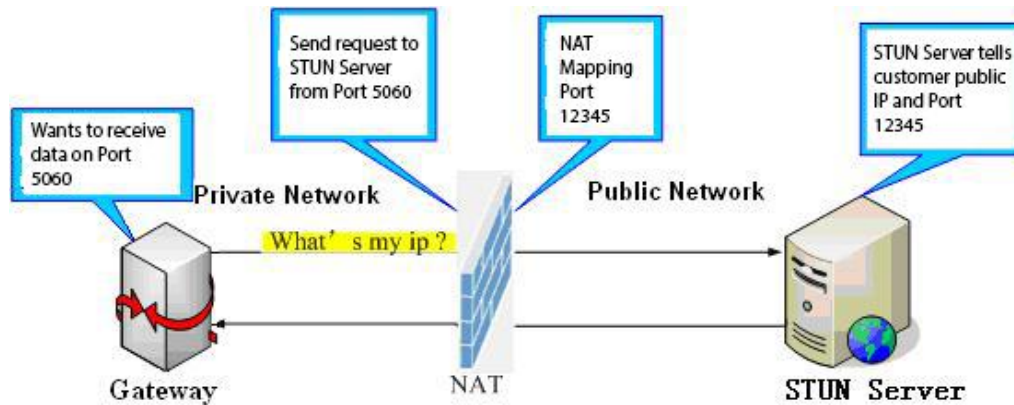 Send request to
STUN Server
from Port 5060
NAT
Mapping
Port
12345
STUN Server tells
customer public
IP and Port
12345
Wants to receive
data on Port
5060
Private Network
Public Network
What's my ip ?
Gateway
NAT
STUN Server